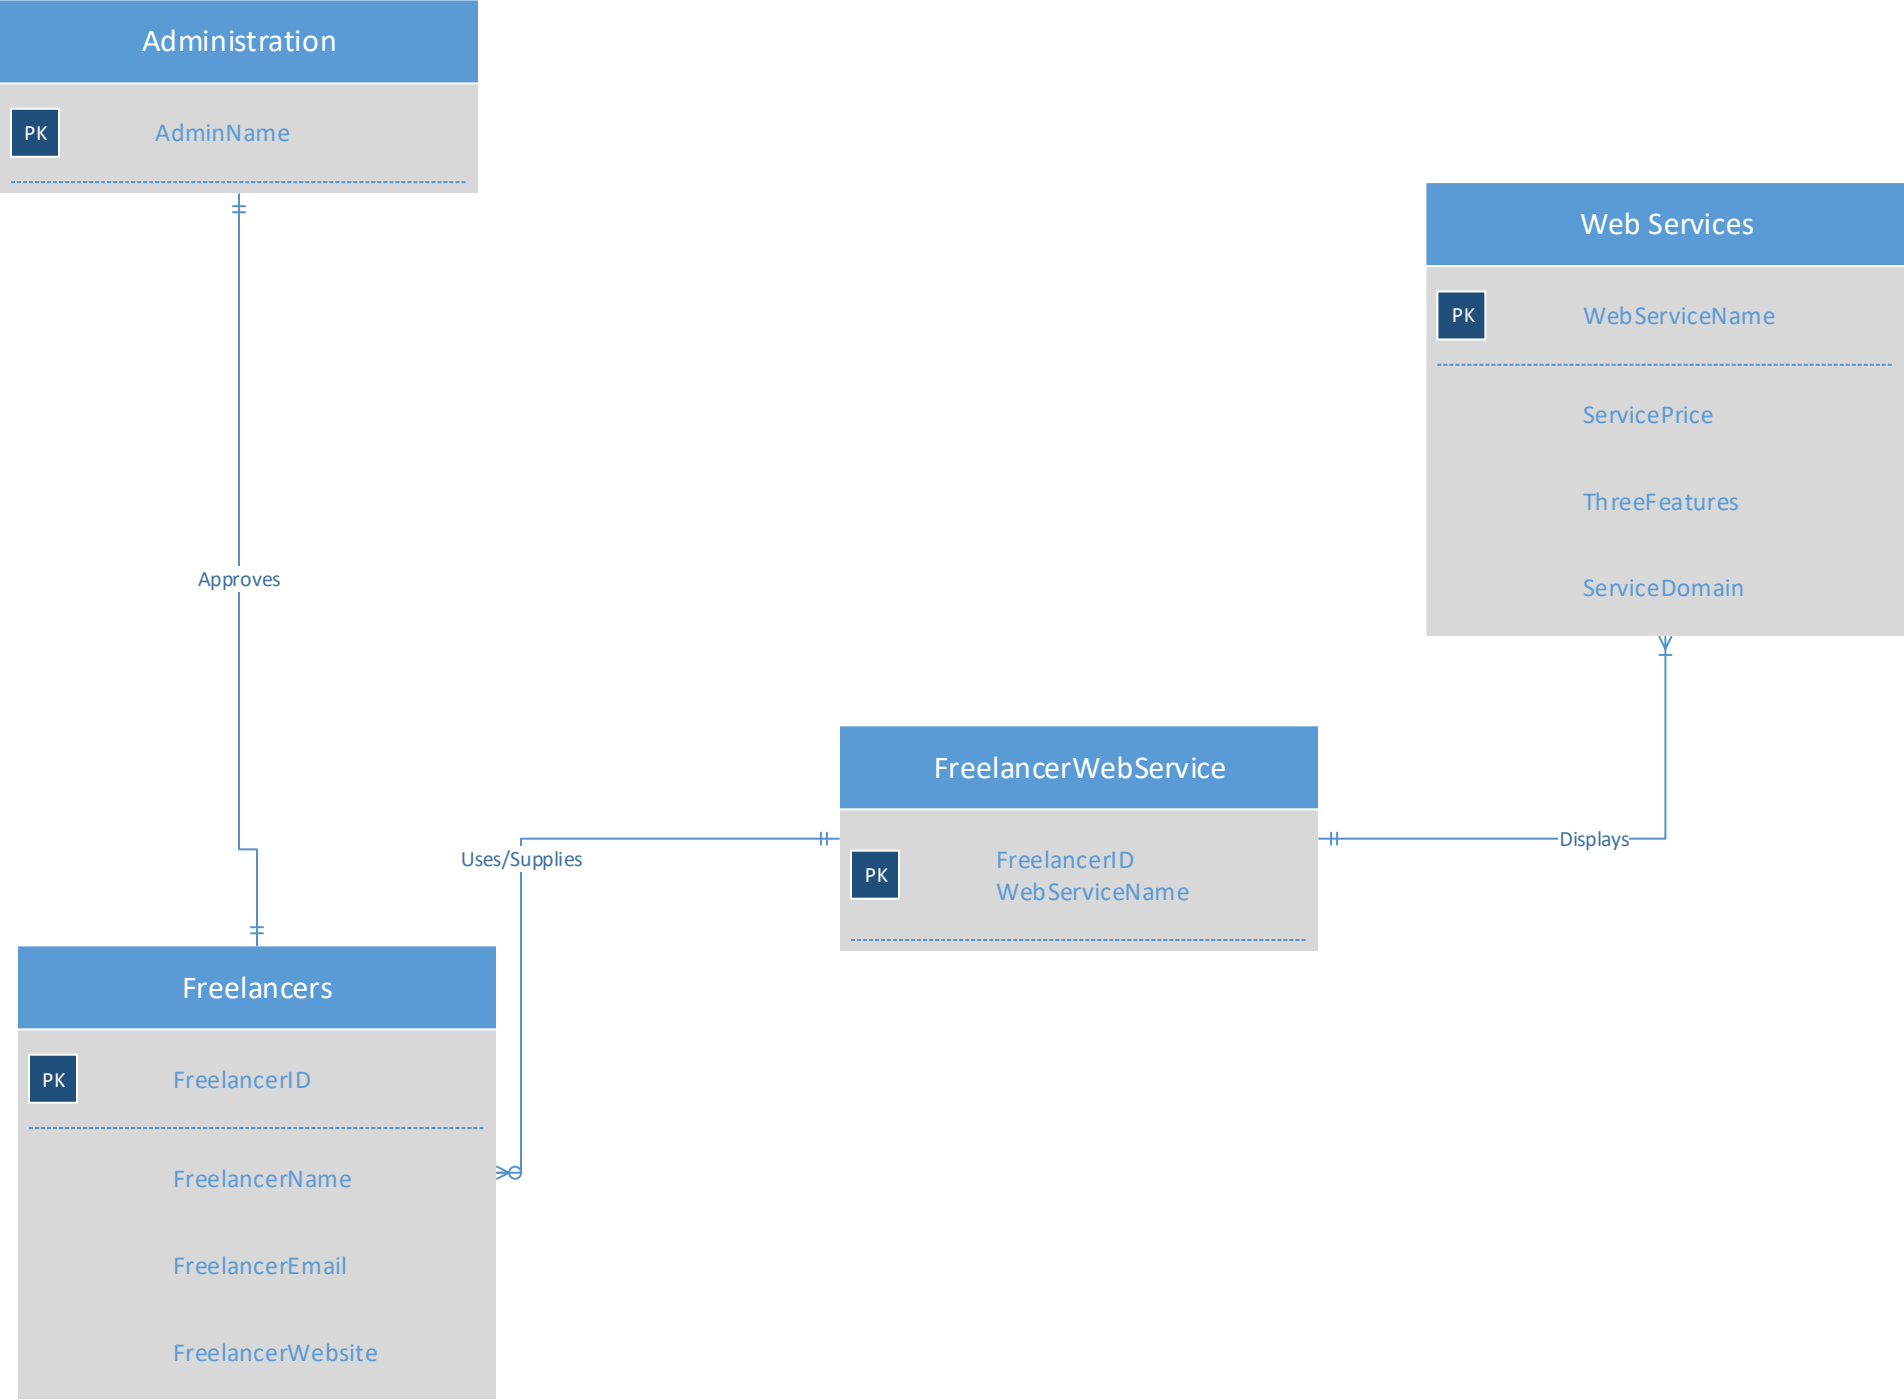 Administration
PK
AdminName
Web Services
PK
WebServiceName
ServicePrice
ThreeFeatures
ServiceDomain
Approves
FreelancerWebService
PK
FreelancerID
WebServiceName
Uses/Supplies
Displays
Freelancers
PK
FreelancerID
FreelancerName
FreelancerEmail
FreelancerWebsite